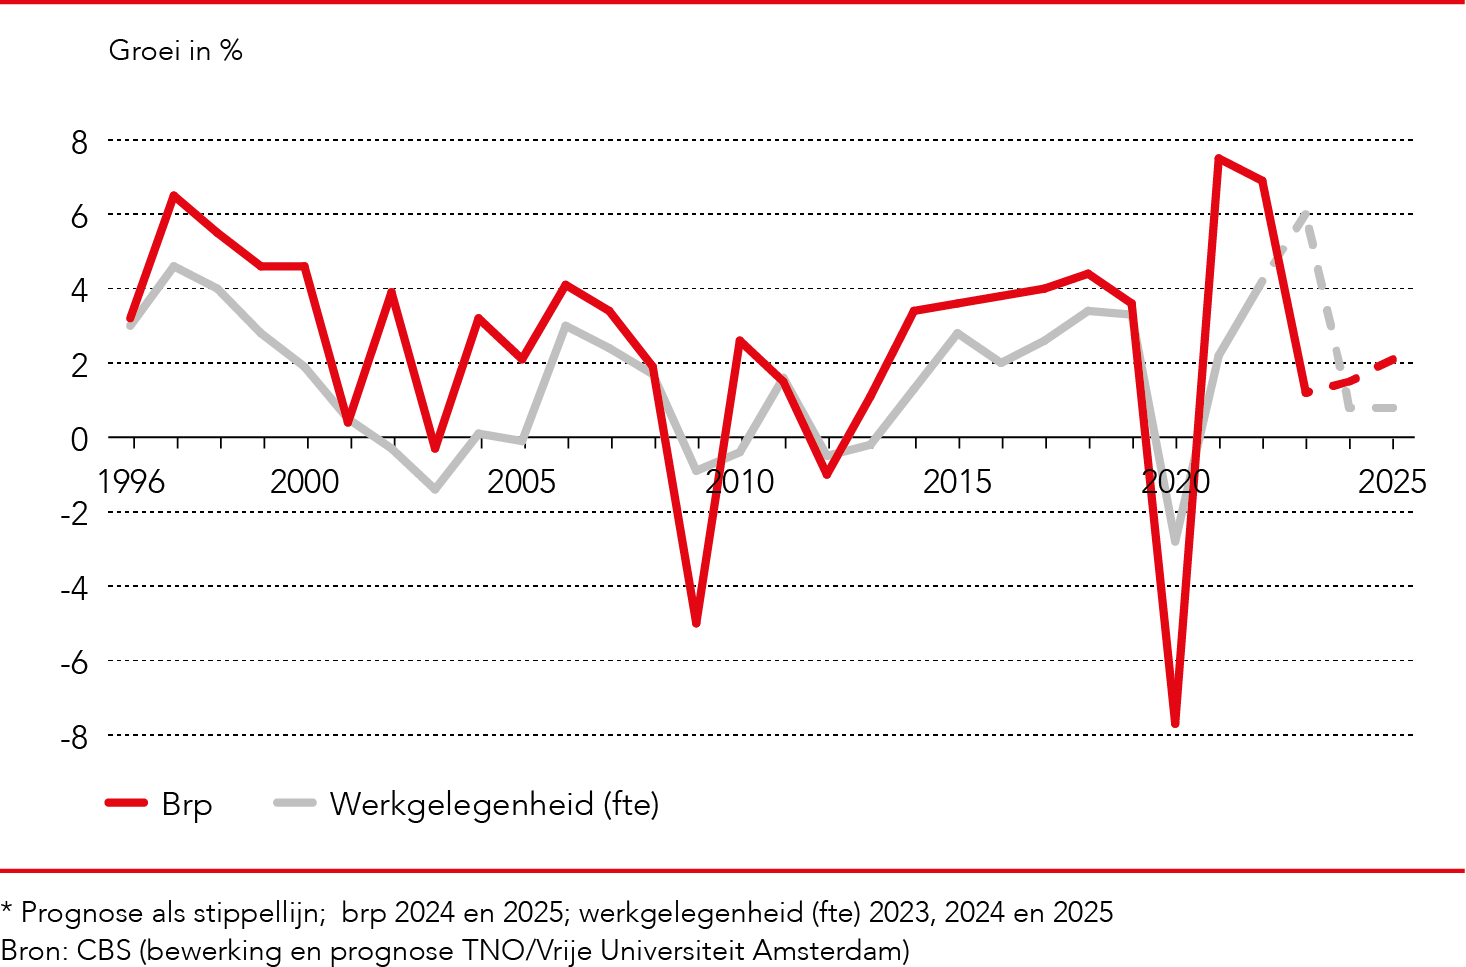 Groei in %
8
6
4
2
0
1996 2000 2005 2010 2015 2020 2025
-2
-4
-6
-8
Brp Werkgelegenheid (fte)
* Prognose als stippellijn;  brp 2024 en 2025; werkgelegenheid (fte) 2023, 2024 en 2025
Bron: CBS (bewerking en prognose TNO/Vrije Universiteit Amsterdam)